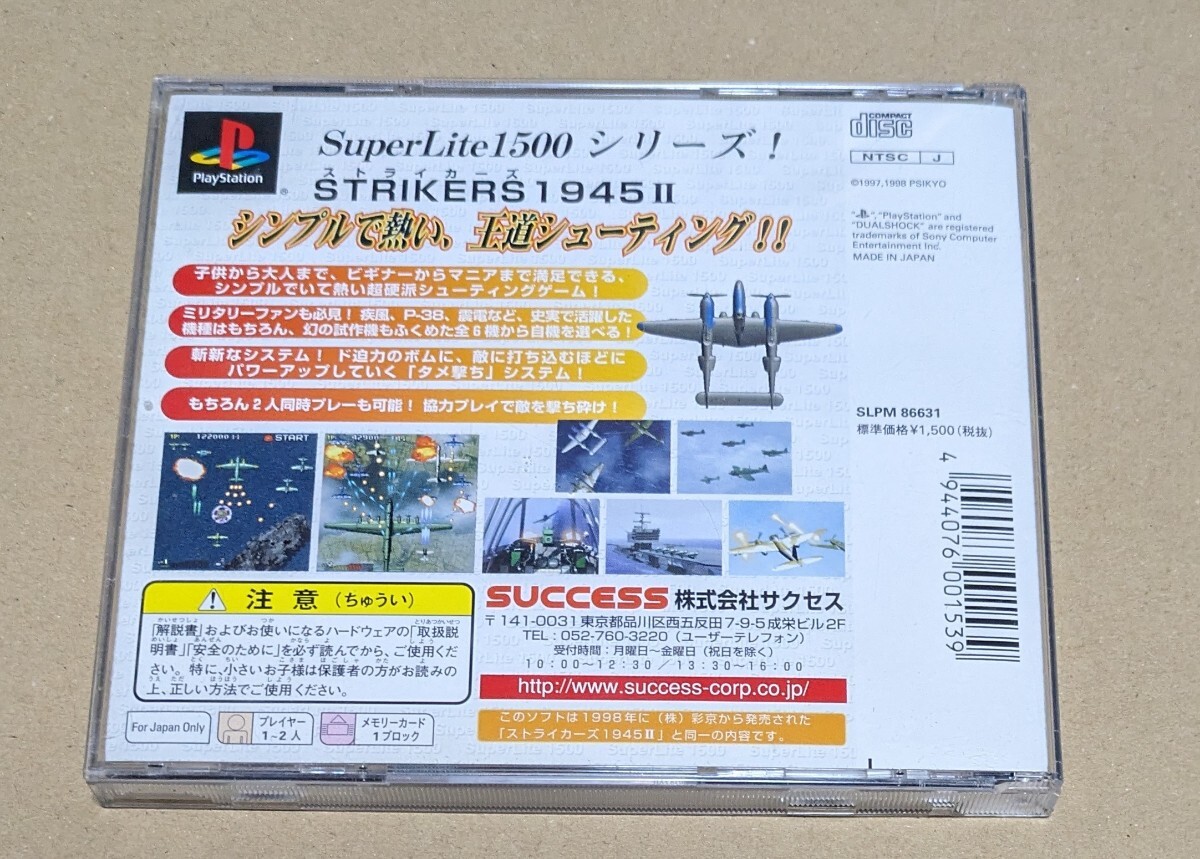 PlayStation
SuperLite1500 シリーズ！
ストライカーズ
STRIKERS 1945 II
シンプルで熱い、王道シューティング!!
子供から大人まで、ビギナーからマニアまで満足できる、
シンプルでいて熱い超硬派シューティングゲーム！
ミリタリーファンも必見！疾風、P-38、震電など、史実で活躍した
機種はもちろん、幻の試作機もふくめた全6機から自機を選べる！
斬新なシステム！ド迫力のボムに、敵に打ち込むほどに
パワーアップしていく「タメ撃ち」システム！
もちろん2人同時プレーも可能！協力プレイで敵を撃ち砕け！
START
注意（ちゅうい）
「解説書」およびお使いになるハードウェアの「取扱説
明書」「安全のために」を必ず読んでから、ご使用くだ
さい。特に、小さいお子様は保護者の方がお読みの
上、正しい方法でご使用ください。
For Japan Only
プレイヤー
1~2人
メモリーカード
1ブロック
SUCCESS 株式会社サクセス
〒141-0031東京都品川区西五反田7-9-5成栄ビル2F
TEL：052-760-3220（ユーザーテレフォン）
受付時間：月曜日～金曜日（祝日を除く）
10:00~12:30／13:30~16:00
http://www.success-corp.co.jp/
このソフトは1998年に（株）彩京から発売された
「ストライカーズ1945Ⅱ」と同一の内容です。
COMPACT
disc
NTSC J
©1997,1998 PSIKYO
" ", "PlayStation" and
"DUALSHOCK" are registered
trademarks of Sony Computer
Entertainment Inc.
MADE IN JAPAN
SLPM 86631
標準価格¥1,500（税抜）
4 944076 001539